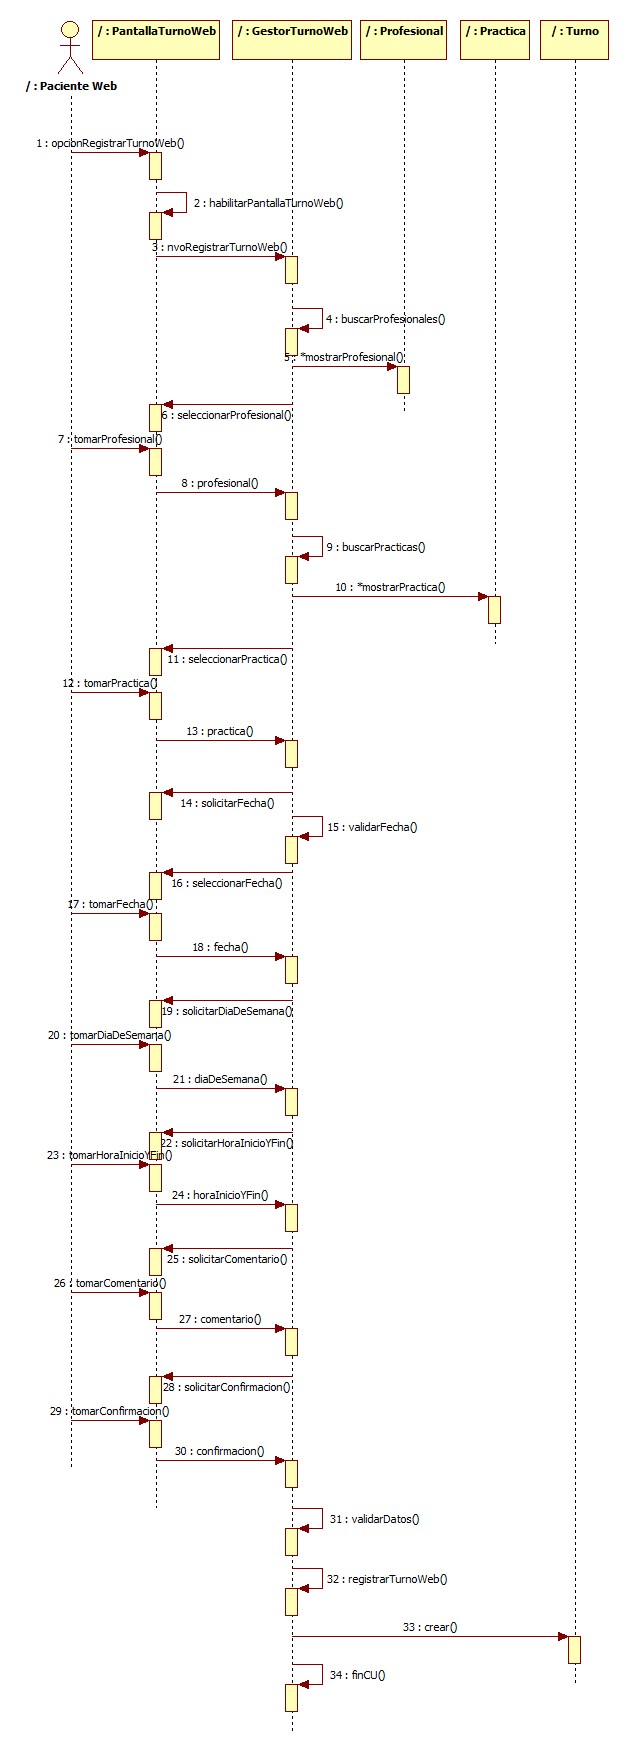 / : PantallaTurnoWeb
/ : GestorTurnoWeb
/ : Profesional
/ : Practica
/ : Turno
/ : Paciente Web
1 : opcionRegistrarTurnoWeb()
2 : habilitarPantallaTurnoWeb()
3 : nvoRegistrarTurnoWeb()
4 : buscarProfesionales()
5 : *mostrarProfesional()
6 : seleccionarProfesional()
7 : tomarProfesional()
8 : profesional()
9 : buscarPracticas()
10 : *mostrarPractica()
11 : seleccionarPractica()
12 : tomarPractica()
13 : practica()
14 : solicitarFecha()
15 : validarFecha()
16 : seleccionarFecha()
17 : tomarFecha()
18 : fecha()
19 : solicitarDiaDeSemana()
20 : tomarDiaDeSemana()
21 : diaDeSemana()
22 : solicitarHoraInicioYFin()
23 : tomarHoraInicioYFin()
24 : horaInicioYFin()
25 : solicitarComentario()
26 : tomarComentario()
27 : comentario()
28 : solicitarConfirmacion()
29 : tomarConfirmacion()
30 : confirmacion()
31 : validarDatos()
32 : registrarTurnoWeb()
33 : crear()
34 : finCU()